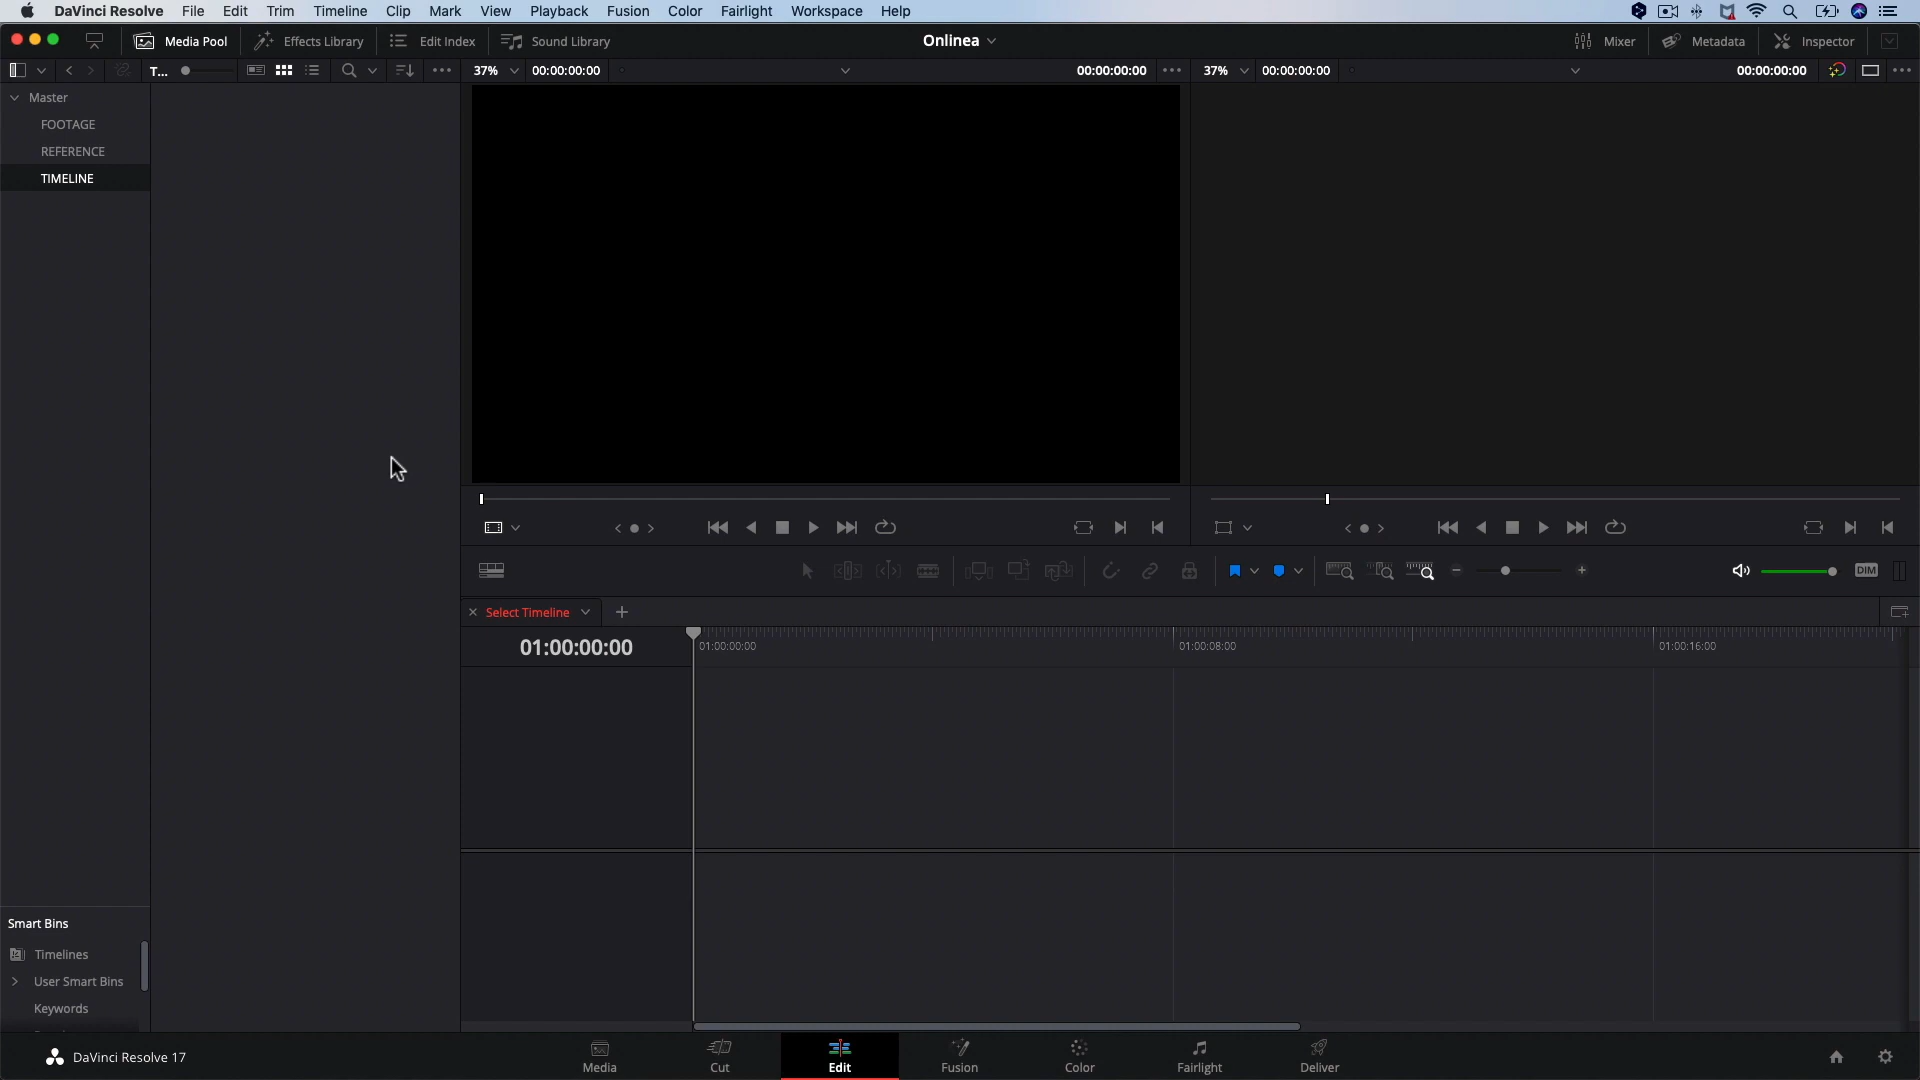 DaVinci Resolve File Edit Trim Timeline Clip Mark View Playback Fusion Color Fairlight Workspace Help
Media Pool Effects Library Edit Index Sound Library Onlinea Mixer Metadata Inspector
T... 37% 00:00:00:00 00:00:00:00 37% 00:00:00:00 00:00:00:00
Master
FOOTAGE
REFERENCE
TIMELINE
DIM
Select Timeline
01:00:00:00 01:00:00:00 01:00:08:00 01:00:16:00
Smart Bins
Timelines
User Smart Bins
Keywords
DaVinci Resolve 17 Media Cut Edit Fusion Color Fairlight Deliver